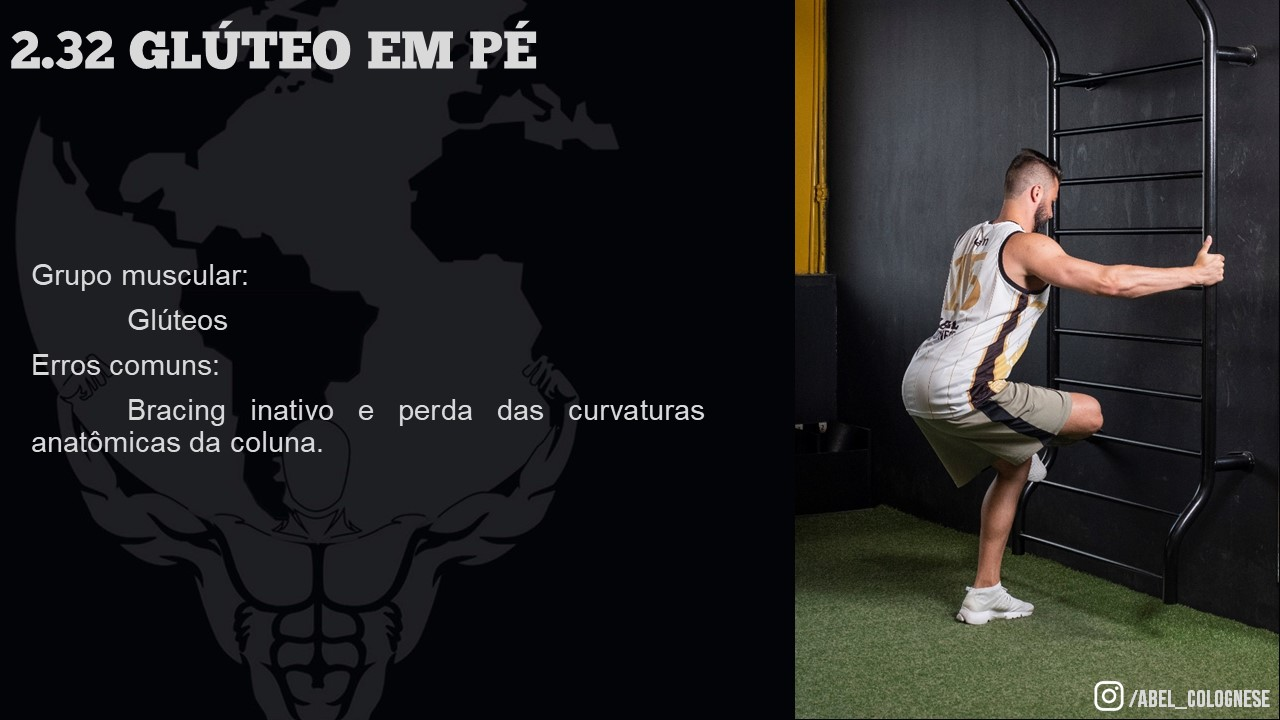 2.32 GLÚTEO EM PÉ
Grupo muscular:
Glúteos
Erros comuns:
Bracing inativo e perda das curvaturas
anatômicas da coluna.
15
/ABEL_COLOGNESE